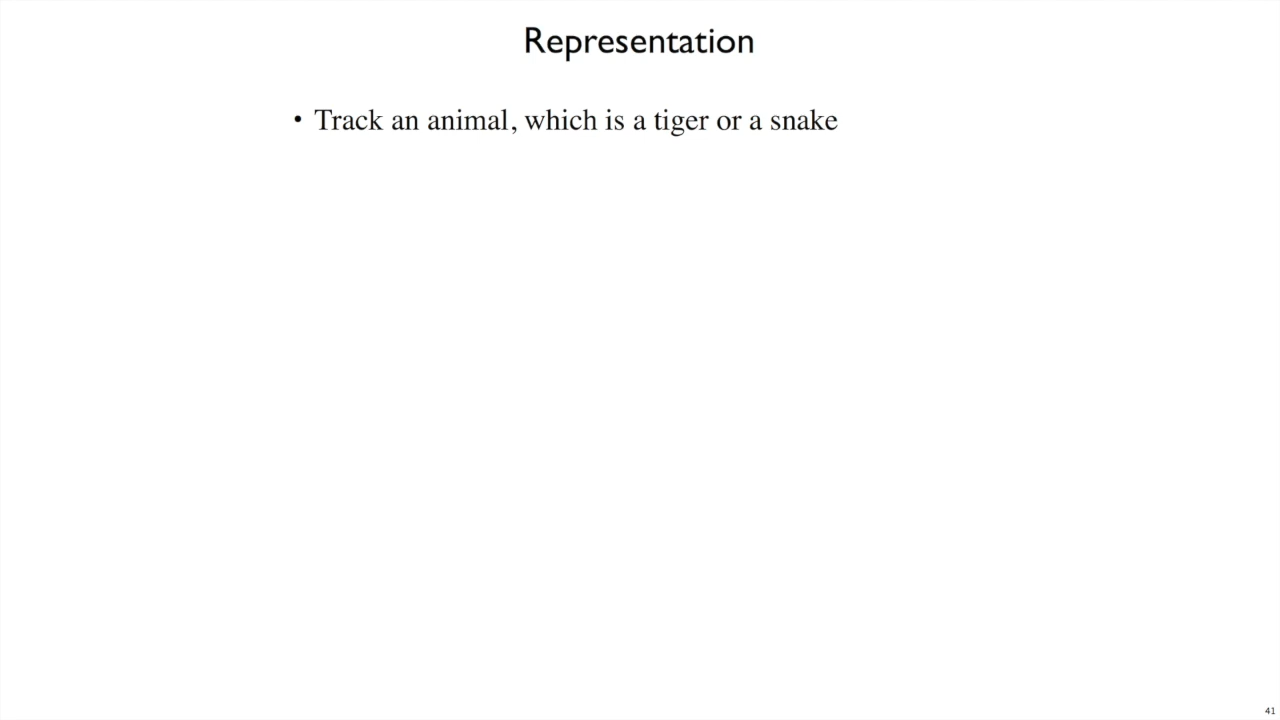 Representation
• Track an animal, which is a tiger or a snake
41